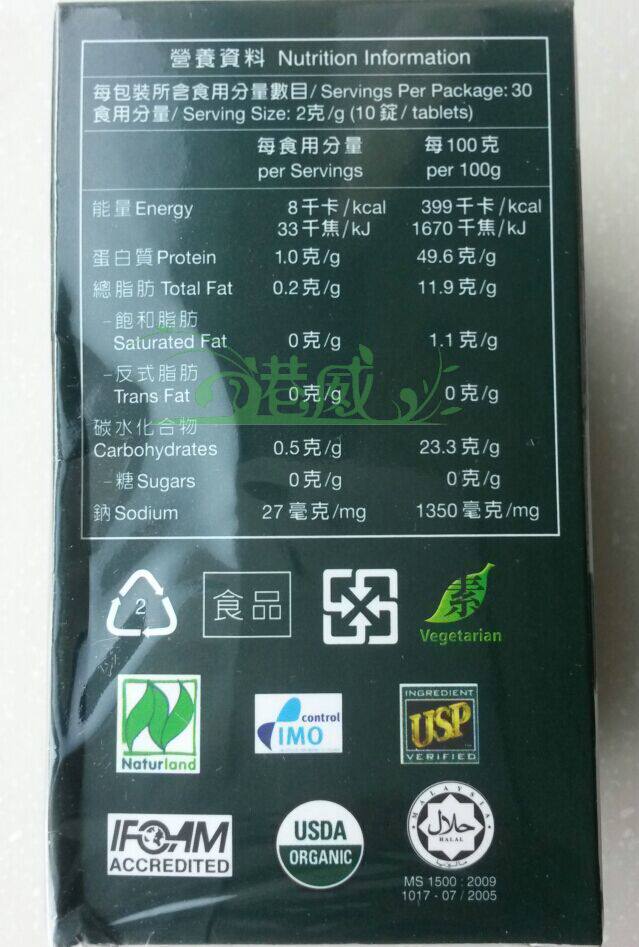 營養資料 Nutrition Information
每包裝所含食用分量數目/ Servings Per Package: 30
食用分量/ Serving Size: 2克/g (10錠/ tablets)
每食用分量 每100克
per Servings per 100g
能量 Energy 8千卡/kcal 399千卡/kcal
33千焦/kJ 1670千焦/kJ
蛋白質 Protein 1.0克/g 49.6克/g
總脂肪 Total Fat 0.2克/g 11.9克/g
-飽和脂肪
Saturated Fat 0克/g 1.1克/g
-反式脂肪
Trans Fat 0克/g 0克/g
港威
碳水化合物
Carbohydrates 0.5克/g 23.3克/g
-糖 Sugars 0克/g 0克/g
鈉 Sodium 27毫克/mg 1350毫克/mg
2
食品
素
Vegetarian
Naturland
control
IMO
INGREDIENT
USP
VERIFIED
IFOAM
ACCREDITED
USDA
ORGANIC
MALAYSIA
حلال
HALAL
ماليزيا
MS 1500 : 2009
1017 - 07 / 2005